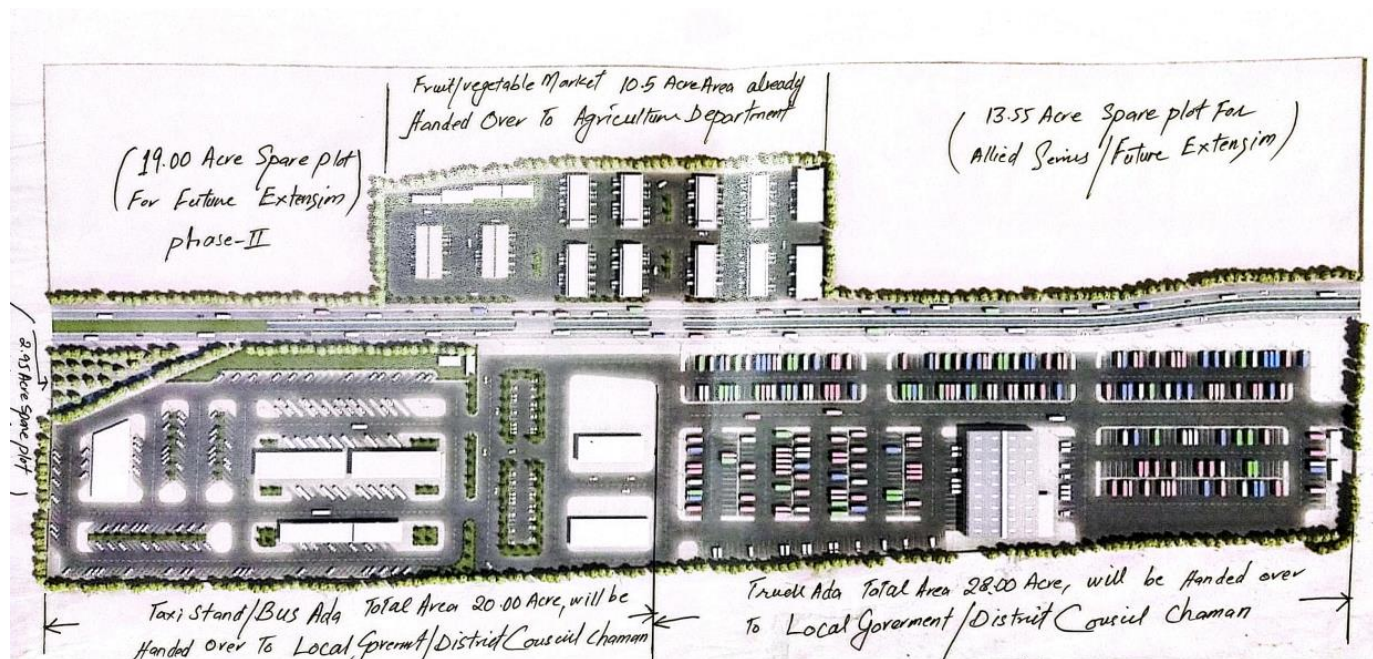 Fruit/vegetable Market 10.5 Acre Area already
Handed Over To Agriculture Department
(19.00 Acre Spare plot
For Future Extensim)
phase-II
(13.55 Acre Spare plot For
Allied Servies/Future Extensim)
(2.95 Acre Spare plot)
Taxi Stand/Bus Ada Total Area 20.00 Acre, will be
Handed over To Local Goverment/District Council Chaman
Truck Ada Total Area 28.00 Acre, will be Handed over
To Local Goverment/District Council Chaman